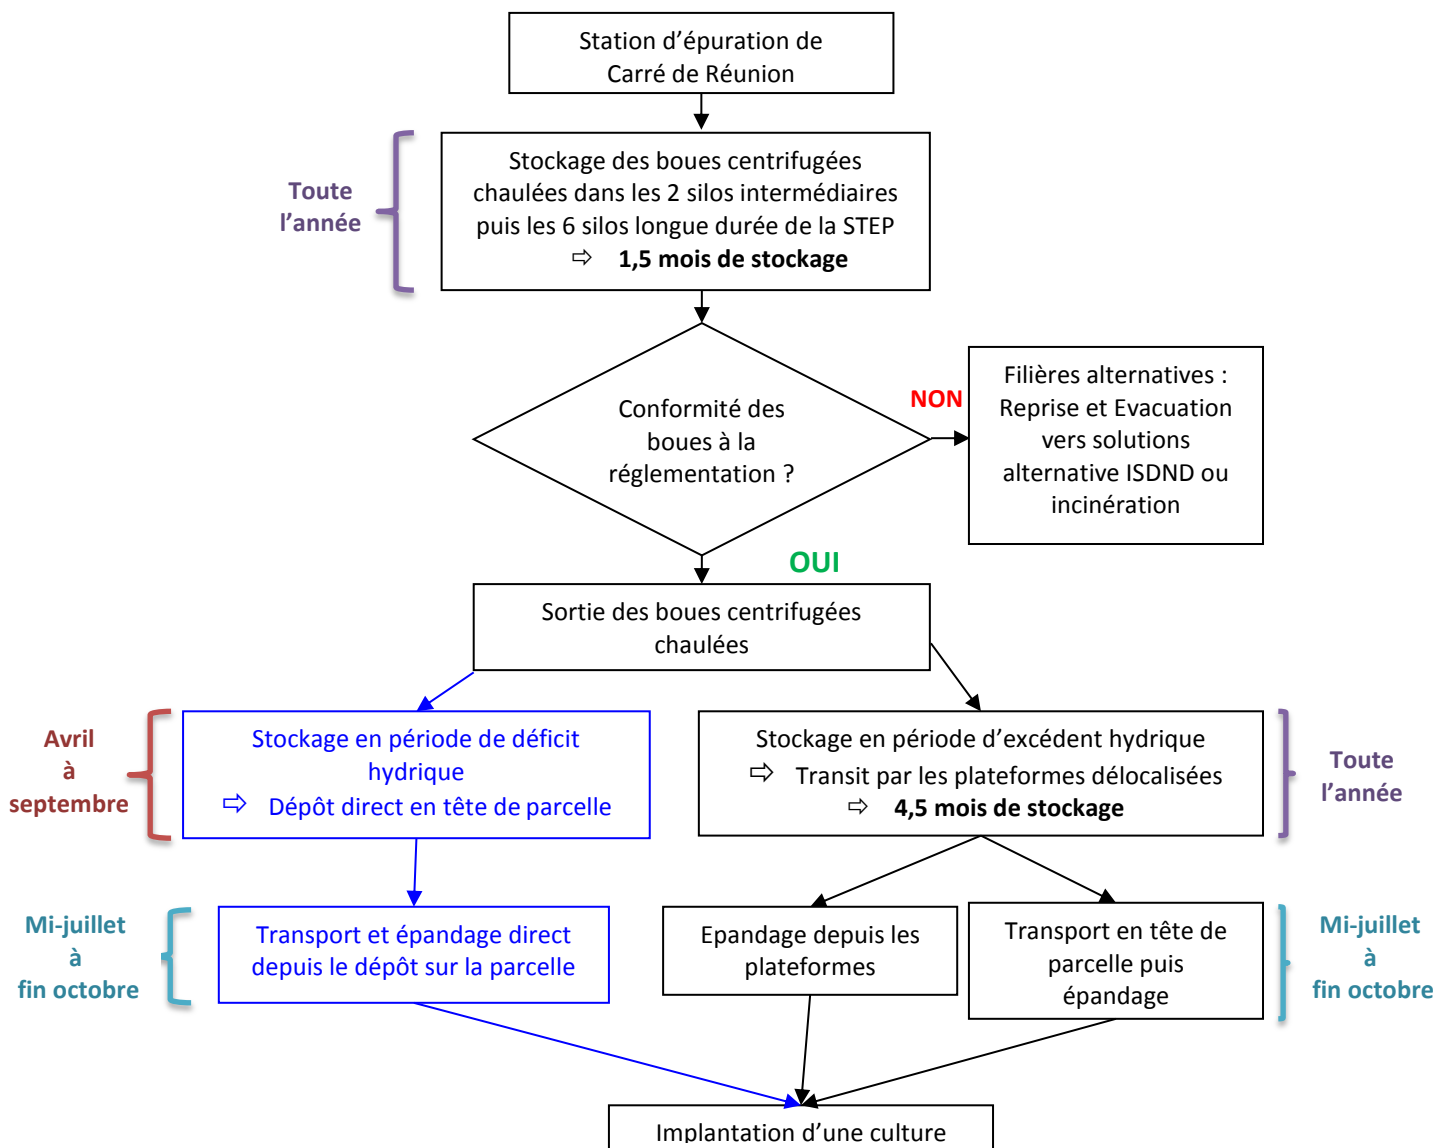 Station d’épuration de
Carré de Réunion
Toute
l’année
Stockage des boues centrifugées
chaulées dans les 2 silos intermédiaires
puis les 6 silos longue durée de la STEP
⇨ 1,5 mois de stockage
Conformité des
boues à la
réglementation ?
NON
Filières alternatives :
Reprise et Evacuation
vers solutions
alternative ISDND ou
incinération
OUI
Sortie des boues centrifugées
chaulées
Avril
à
septembre
Stockage en période de déficit
hydrique
⇨ Dépôt direct en tête de parcelle
Stockage en période d’excédent hydrique
⇨ Transit par les plateformes délocalisées
⇨ 4,5 mois de stockage
Toute
l’année
Mi-juillet
à
fin octobre
Transport et épandage direct
depuis le dépôt sur la parcelle
Epandage depuis les
plateformes
Transport en tête de
parcelle puis
épandage
Mi-juillet
à
fin octobre
Implantation d’une culture